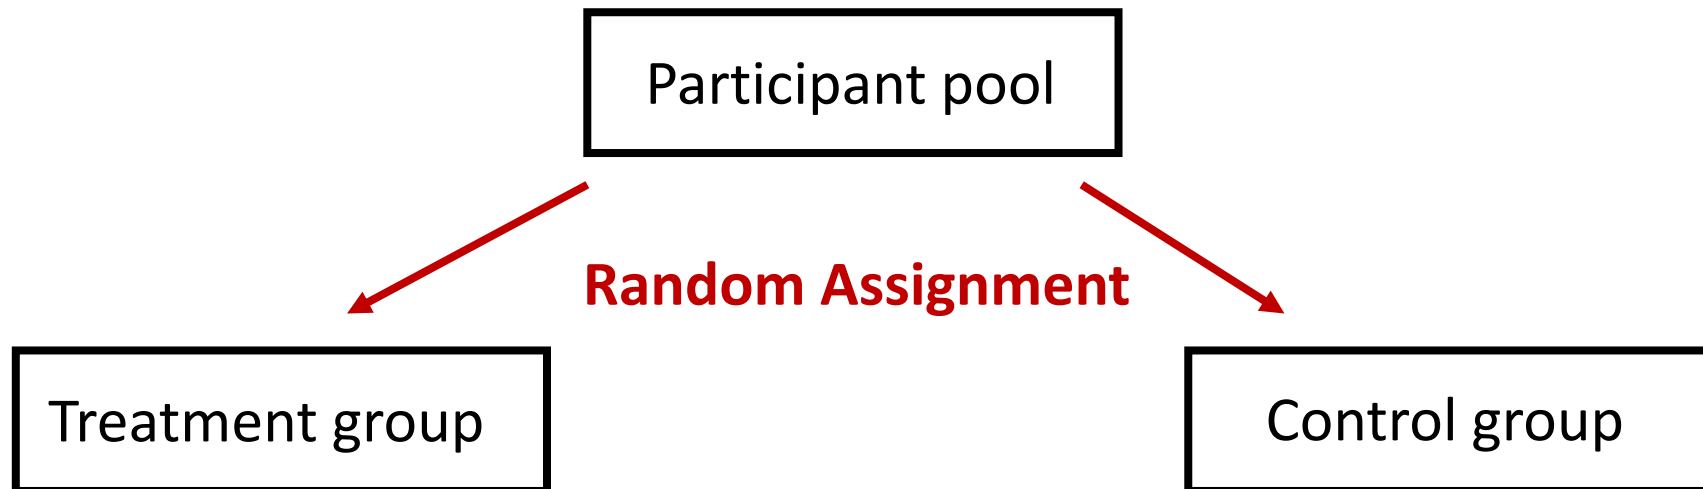 Participant pool
Random Assignment
Treatment group
Control group